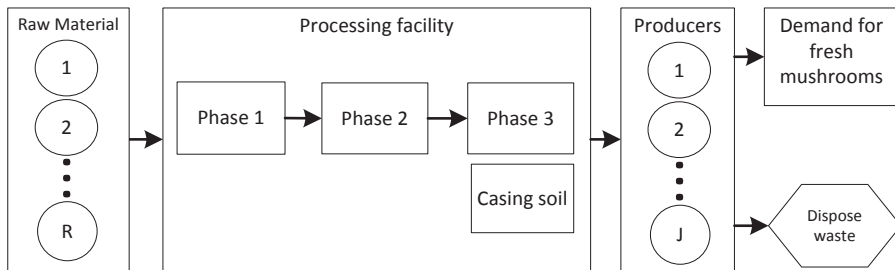 Raw Material
1
2
R
Processing facility
Phase 1
Phase 2
Phase 3
Casing soil
Producers
1
2
J
Demand for
fresh
mushrooms
Dispose
waste